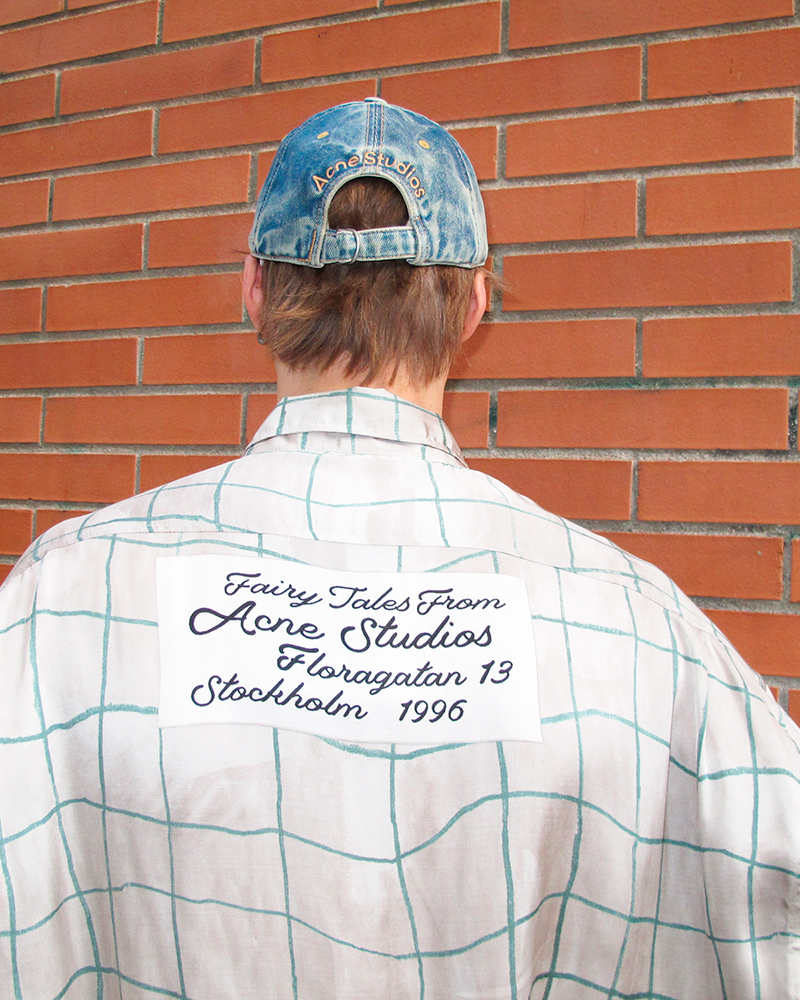 Acne Studios
Fairy Tales From
Acne Studios
Floragatan 13
Stockholm 1996